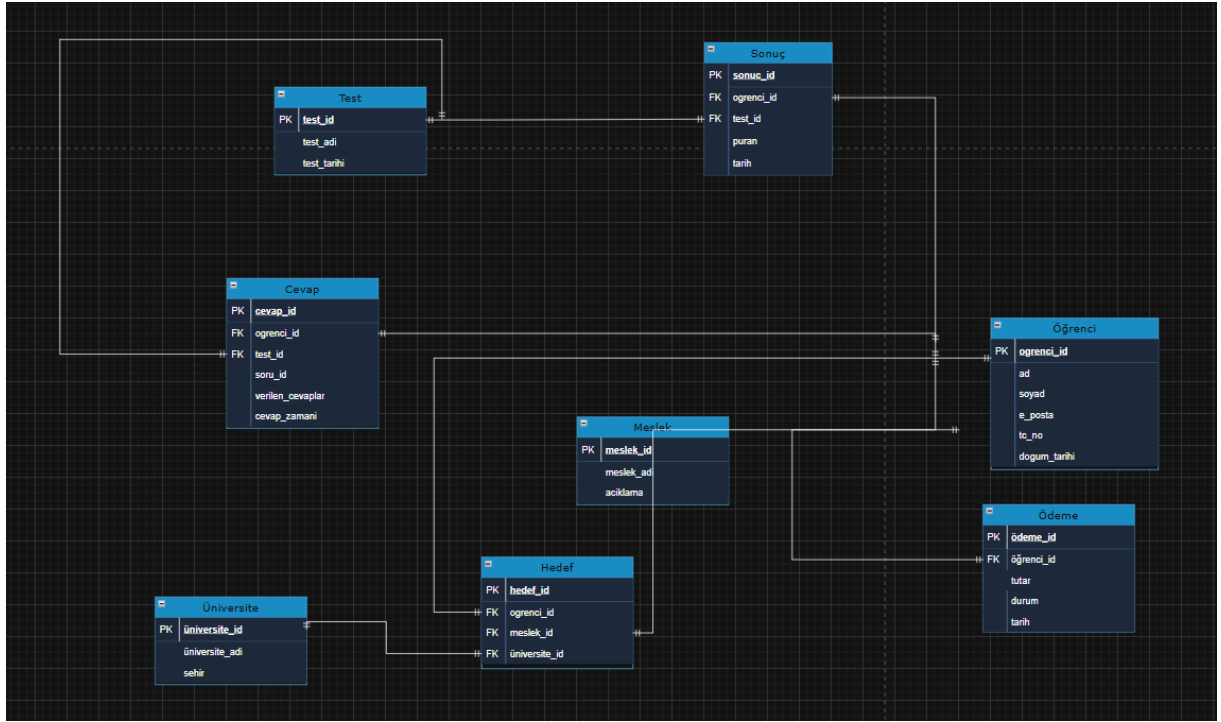 Test
PK test_id
test_adi
test_tarihi
Sonuç
PK sonuc_id
FK ogrenci_id
FK test_id
puran
tarih
Cevap
PK cevap_id
FK ogrenci_id
FK test_id
soru_id
verilen_cevaplar
cevap_zamani
Öğrenci
PK ogrenci_id
ad
soyad
e_posta
tc_no
dogum_tarihi
Meslek
PK meslek_id
meslek_adi
aciklama
Ödeme
PK ödeme_id
FK öğrenci_id
tutar
durum
tarih
Hedef
PK hedef_id
FK ogrenci_id
FK meslek_id
FK üniversite_id
Üniversite
PK üniversite_id
üniversite_adi
sehir